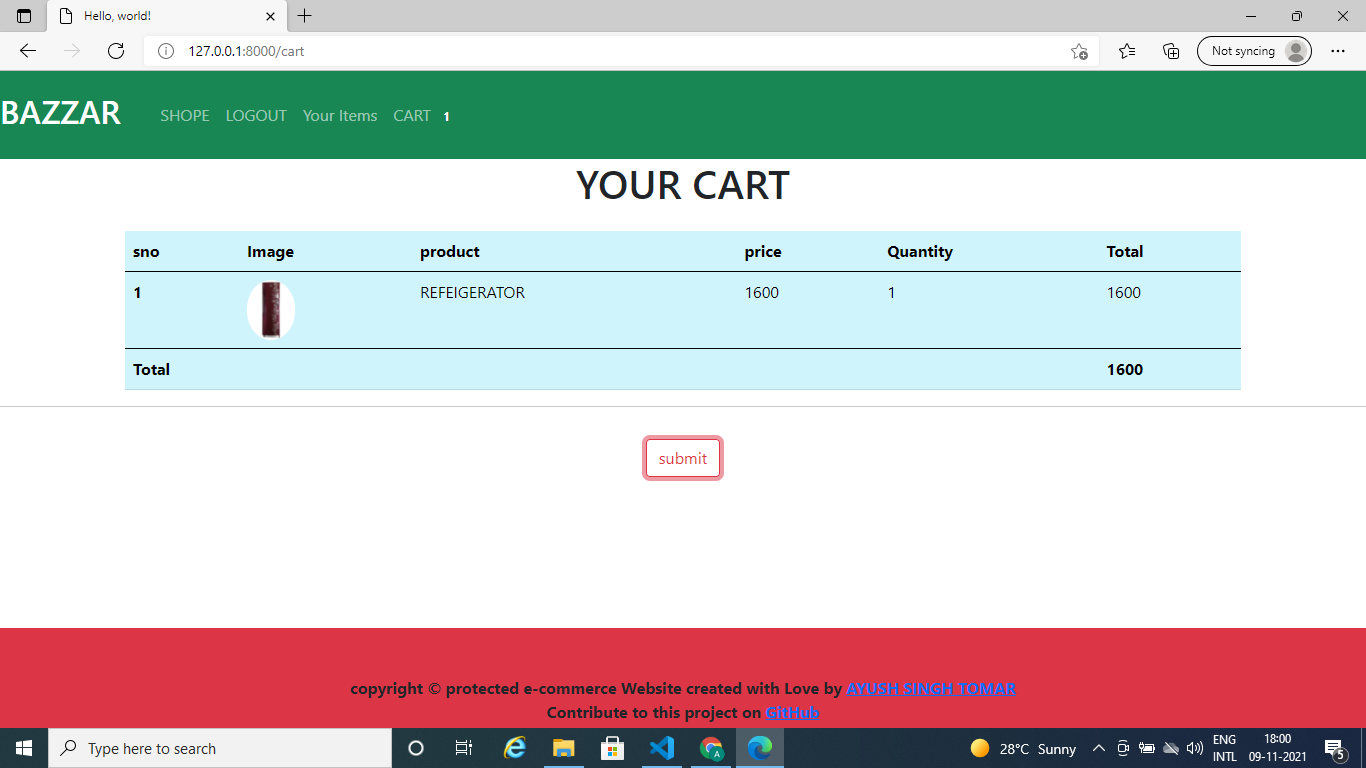 Hello, world!
127.0.0.1:8000/cart
Not syncing
BAZZAR SHOPE LOGOUT Your Items CART 1
YOUR CART
sno Image product price Quantity Total
1 REFEIGERATOR 1600 1 1600
Total 1600
submit
copyright © protected e-commerce Website created with Love by AYUSH SINGH TOMAR
Contribute to this project on GitHub
Type here to search
28°C Sunny
ENG
INTL
18:00
09-11-2021
5